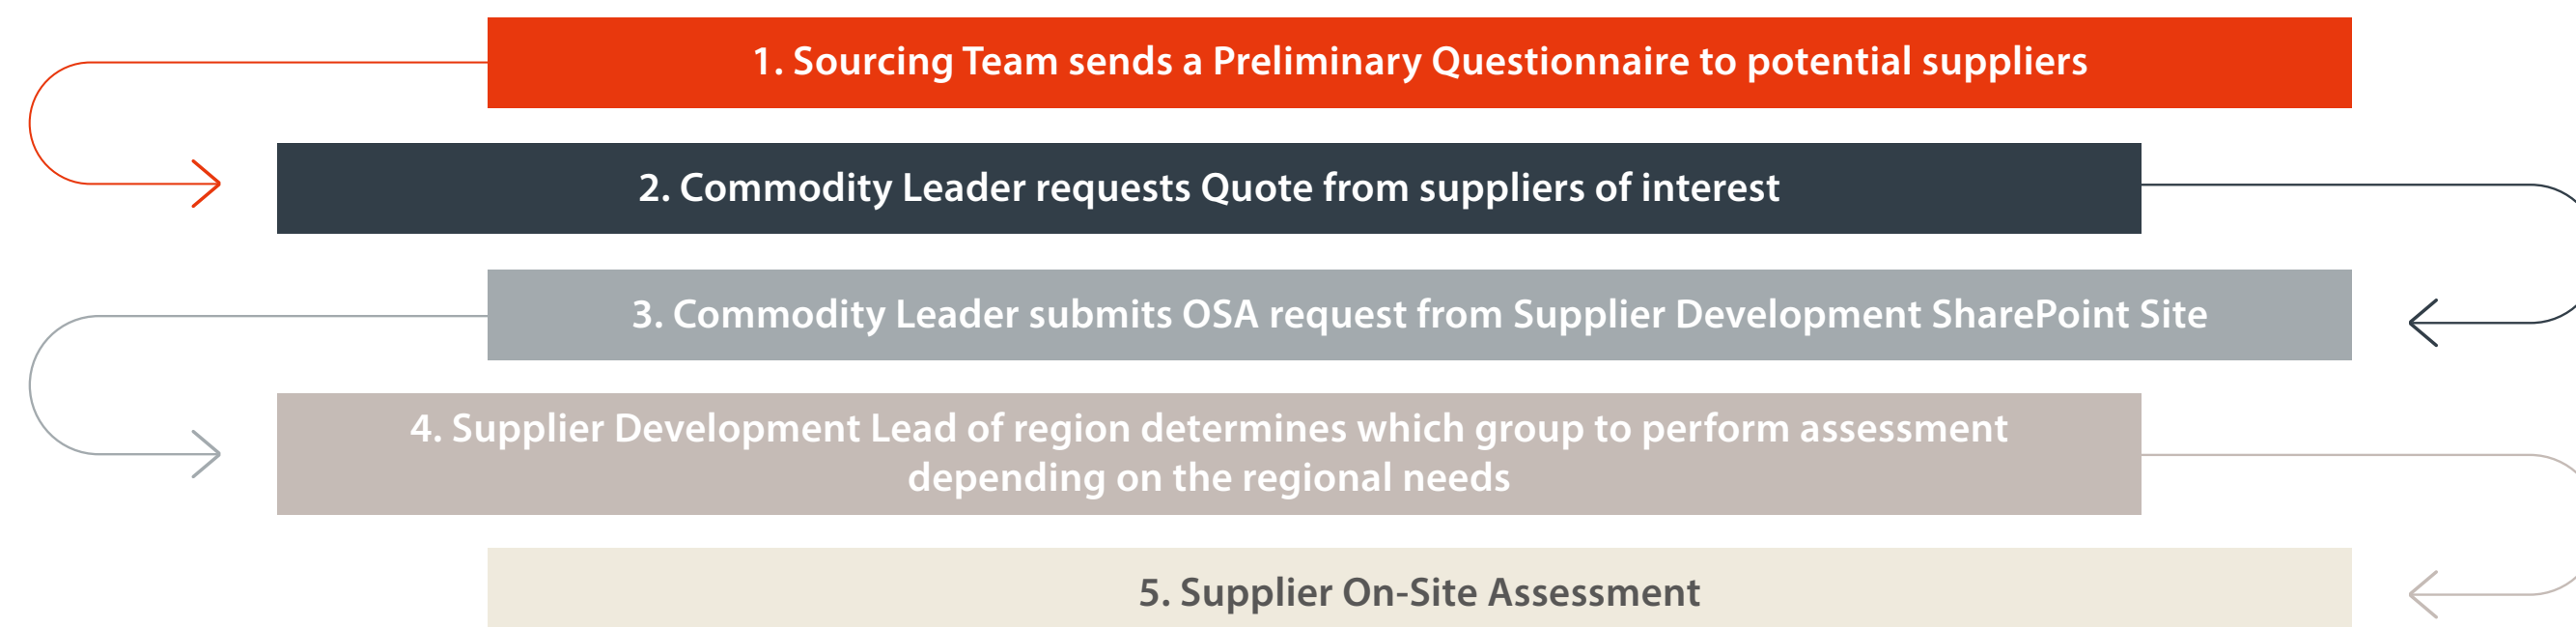 1. Sourcing Team sends a Preliminary Questionnaire to potential suppliers
2. Commodity Leader requests Quote from suppliers of interest
3. Commodity Leader submits OSA request from Supplier Development SharePoint Site
4. Supplier Development Lead of region determines which group to perform assessment
depending on the regional needs
5. Supplier On-Site Assessment